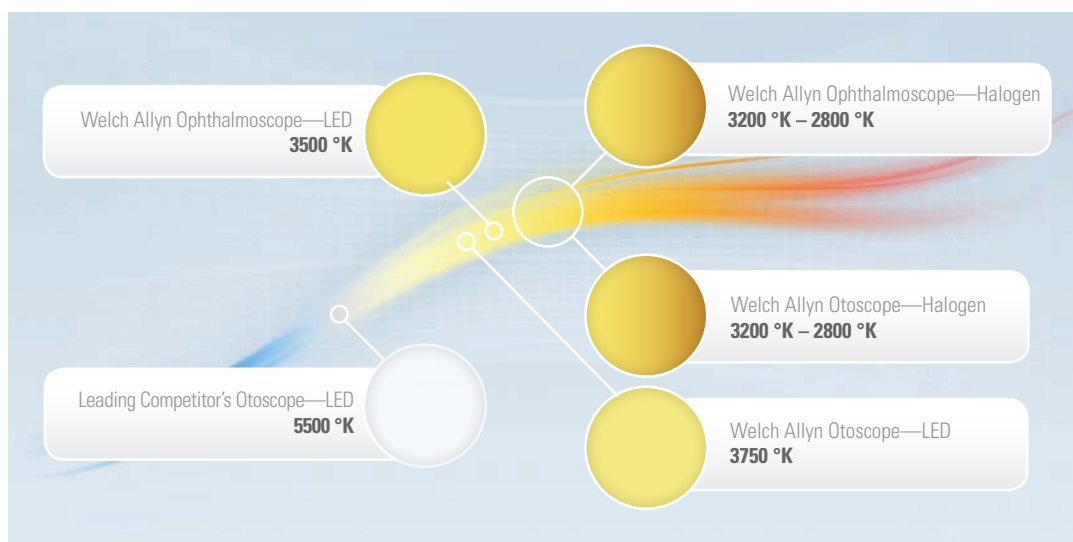 Welch Allyn Ophthalmoscope—LED
3500 °K
Welch Allyn Ophthalmoscope—Halogen
3200 °K – 2800 °K
Welch Allyn Otoscope—Halogen
3200 °K – 2800 °K
Leading Competitor's Otoscope—LED
5500 °K
Welch Allyn Otoscope—LED
3750 °K